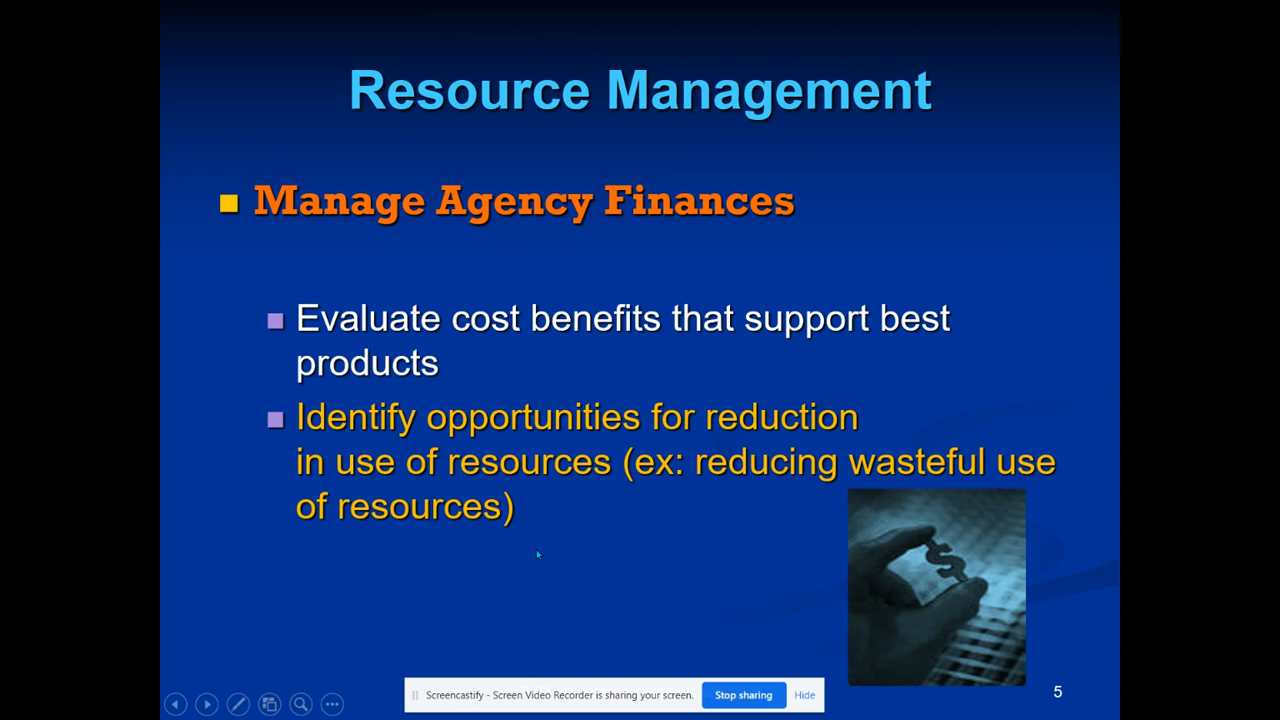 Resource Management
Manage Agency Finances
Evaluate cost benefits that support best
products
Identify opportunities for reduction
in use of resources (ex: reducing wasteful use
of resources)
$
Screencastify - Screen Video Recorder is sharing your screen.
Stop sharing
Hide
5